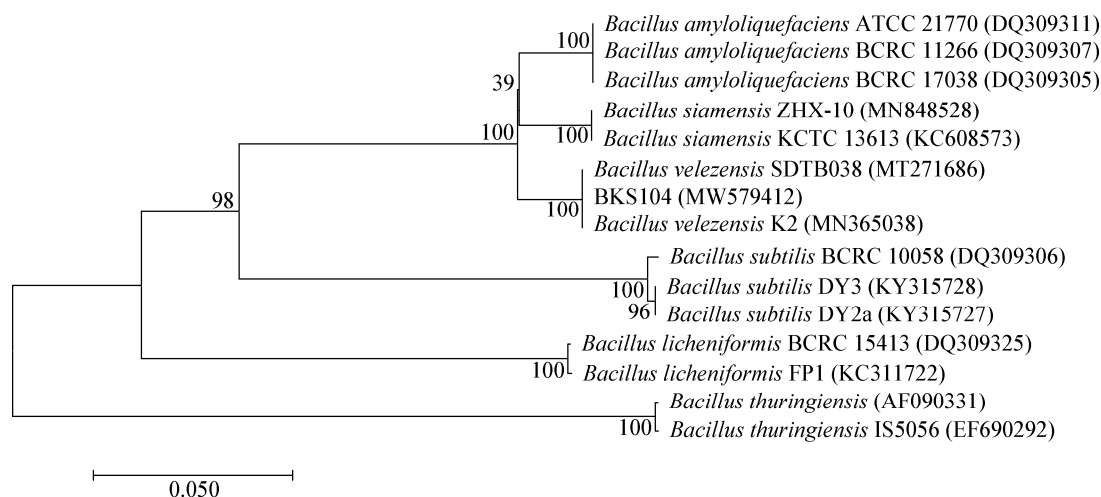 Bacillus amyloliquefaciens ATCC 21770 (DQ309311)
100
Bacillus amyloliquefaciens BCRC 11266 (DQ309307)
Bacillus amyloliquefaciens BCRC 17038 (DQ309305)
39
Bacillus siamensis ZHX-10 (MN848528)
100
100
Bacillus siamensis KCTC 13613 (KC608573)
Bacillus velezensis SDTB038 (MT271686)
98
BKS104 (MW579412)
100
Bacillus velezensis K2 (MN365038)
Bacillus subtilis BCRC 10058 (DQ309306)
100
Bacillus subtilis DY3 (KY315728)
96
Bacillus subtilis DY2a (KY315727)
Bacillus licheniformis BCRC 15413 (DQ309325)
100
Bacillus licheniformis FP1 (KC311722)
Bacillus thuringiensis (AF090331)
100
Bacillus thuringiensis IS5056 (EF690292)
0.050